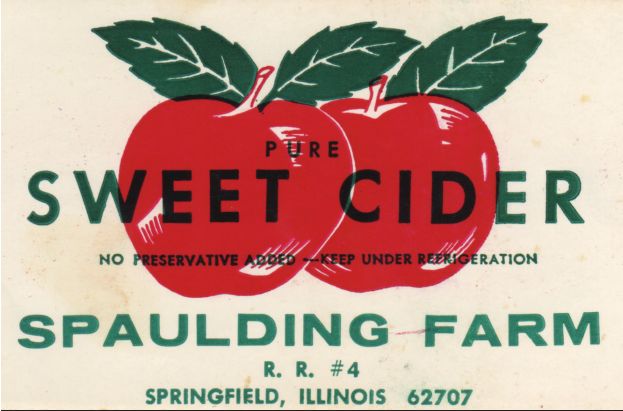 PURE
SWEET CIDER
NO PRESERVATIVE ADDED — KEEP UNDER REFRIGERATION
SPAULDING FARM
R. R. #4
SPRINGFIELD, ILLINOIS 62707